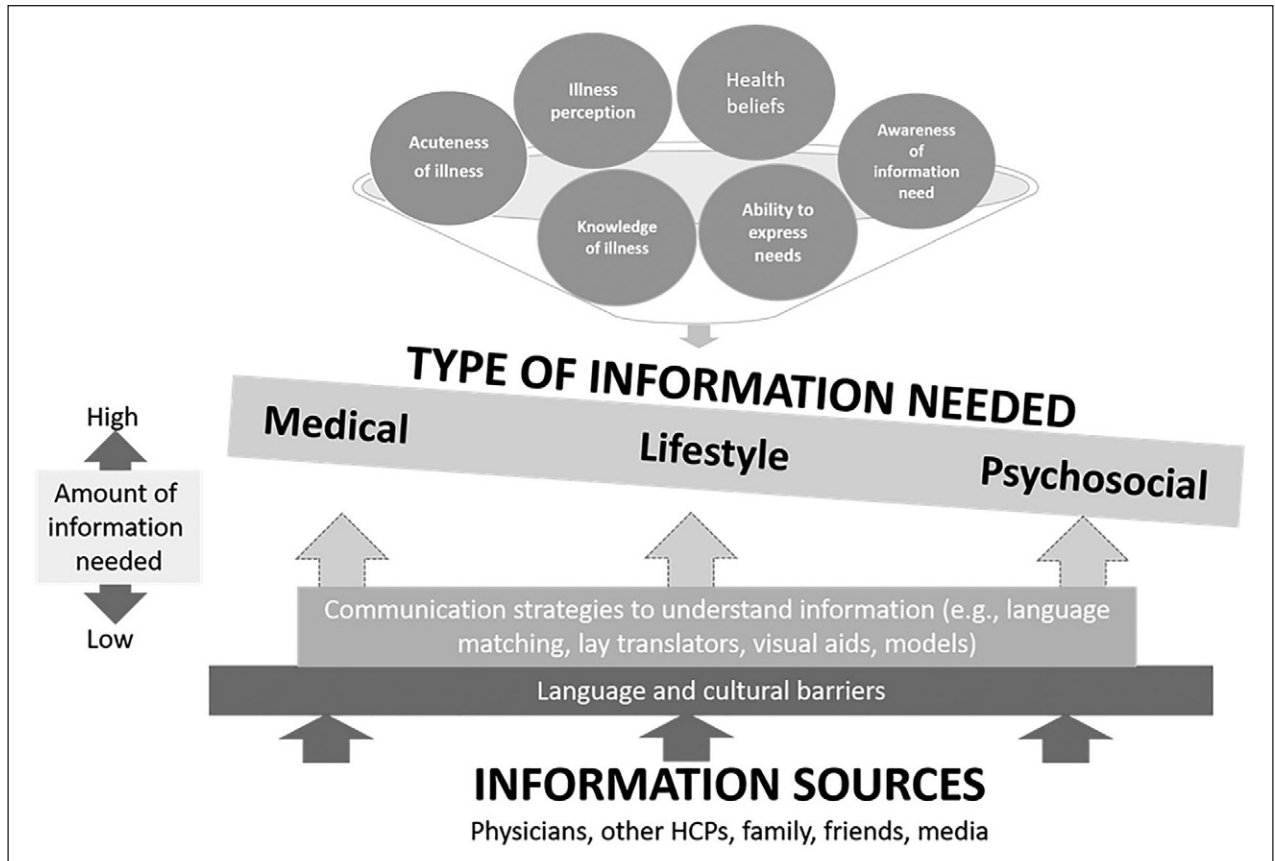 Illness
perception
Health
beliefs
Acuteness
of illness
Awareness
of
information
need
Knowledge
of illness
Ability to
express
needs
TYPE OF INFORMATION NEEDED
Medical
Lifestyle
Psychosocial
High
Amount of
information
needed
Low
Communication strategies to understand information (e.g., language
matching, lay translators, visual aids, models)
Language and cultural barriers
INFORMATION SOURCES
Physicians, other HCPs, family, friends, media